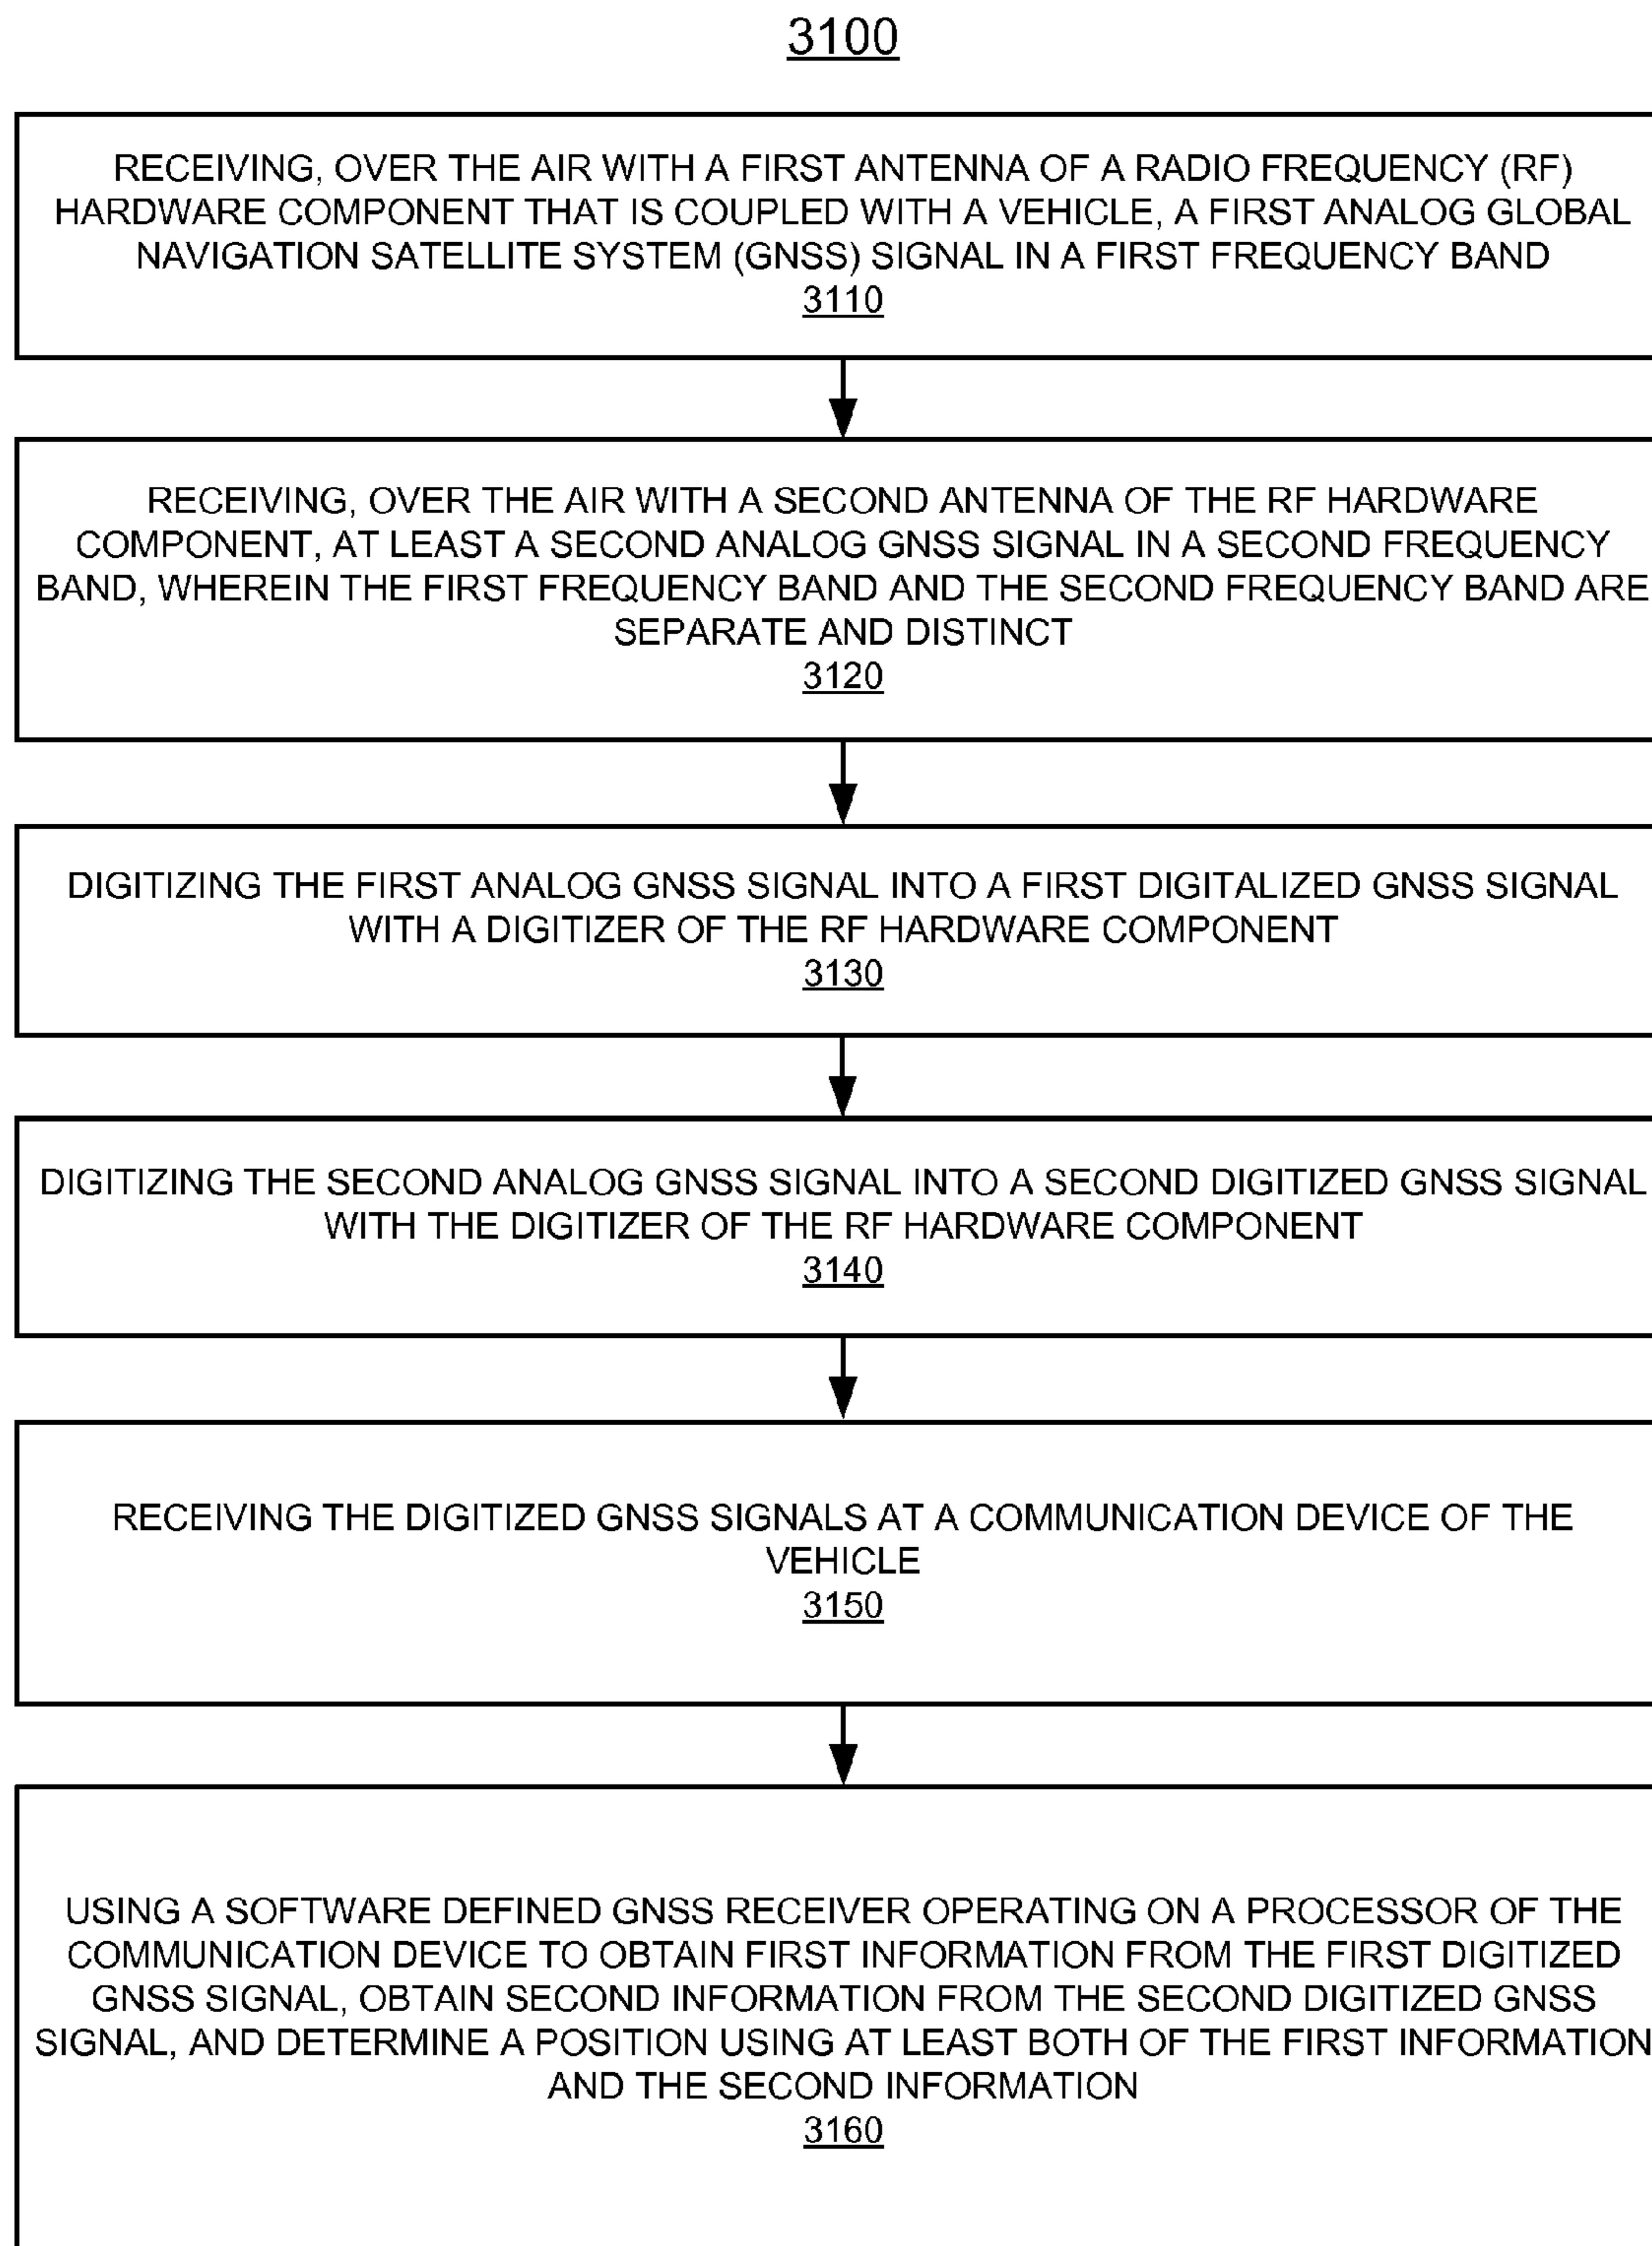 3100
RECEIVING, OVER THE AIR WITH A FIRST ANTENNA OF A RADIO FREQUENCY (RF)
HARDWARE COMPONENT THAT IS COUPLED WITH A VEHICLE, A FIRST ANALOG GLOBAL
NAVIGATION SATELLITE SYSTEM (GNSS) SIGNAL IN A FIRST FREQUENCY BAND
3110
RECEIVING, OVER THE AIR WITH A SECOND ANTENNA OF THE RF HARDWARE
COMPONENT, AT LEAST A SECOND ANALOG GNSS SIGNAL IN A SECOND FREQUENCY
BAND, WHEREIN THE FIRST FREQUENCY BAND AND THE SECOND FREQUENCY BAND ARE
SEPARATE AND DISTINCT
3120
DIGITIZING THE FIRST ANALOG GNSS SIGNAL INTO A FIRST DIGITALIZED GNSS SIGNAL
WITH A DIGITIZER OF THE RF HARDWARE COMPONENT
3130
DIGITIZING THE SECOND ANALOG GNSS SIGNAL INTO A SECOND DIGITIZED GNSS SIGNAL
WITH THE DIGITIZER OF THE RF HARDWARE COMPONENT
3140
RECEIVING THE DIGITIZED GNSS SIGNALS AT A COMMUNICATION DEVICE OF THE
VEHICLE
3150
USING A SOFTWARE DEFINED GNSS RECEIVER OPERATING ON A PROCESSOR OF THE
COMMUNICATION DEVICE TO OBTAIN FIRST INFORMATION FROM THE FIRST DIGITIZED
GNSS SIGNAL, OBTAIN SECOND INFORMATION FROM THE SECOND DIGITIZED GNSS
SIGNAL, AND DETERMINE A POSITION USING AT LEAST BOTH OF THE FIRST INFORMATION
AND THE SECOND INFORMATION
3160